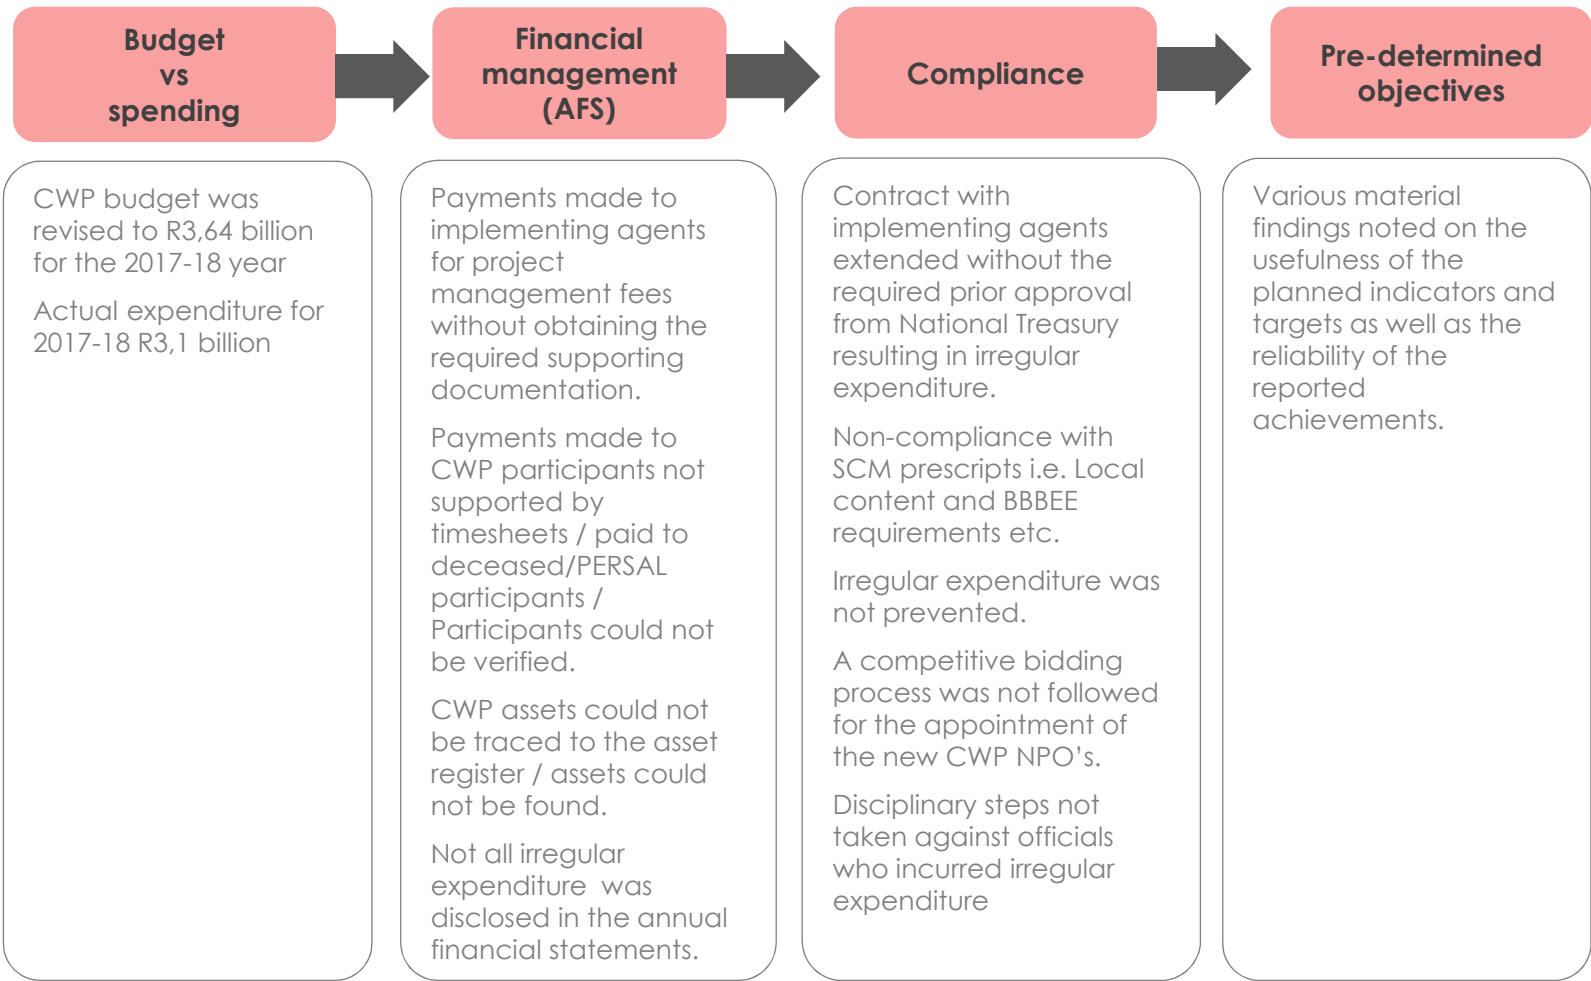 Budget
vs
spending
Financial
management
(AFS)
Compliance
Pre-determined
objectives
CWP budget was
revised to R3,64 billion
for the 2017-18 year
Actual expenditure for
2017-18 R3,1 billion
Payments made to
implementing agents
for project
management fees
without obtaining the
required supporting
documentation.
Payments made to
CWP participants not
supported by
timesheets / paid to
deceased/PERSAL
participants /
Participants could not
be verified.
CWP assets could not
be traced to the asset
register / assets could
not be found.
Not all irregular
expenditure  was
disclosed in the annual
financial statements.
Contract with
implementing agents
extended without the
required prior approval
from National Treasury
resulting in irregular
expenditure.
Non-compliance with
SCM prescripts i.e. Local
content and BBBEE
requirements etc.
Irregular expenditure was
not prevented.
A competitive bidding
process was not followed
for the appointment of
the new CWP NPO’s.
Disciplinary steps not
taken against officials
who incurred irregular
expenditure
Various material
findings noted on the
usefulness of the
planned indicators and
targets as well as the
reliability of the
reported
achievements.